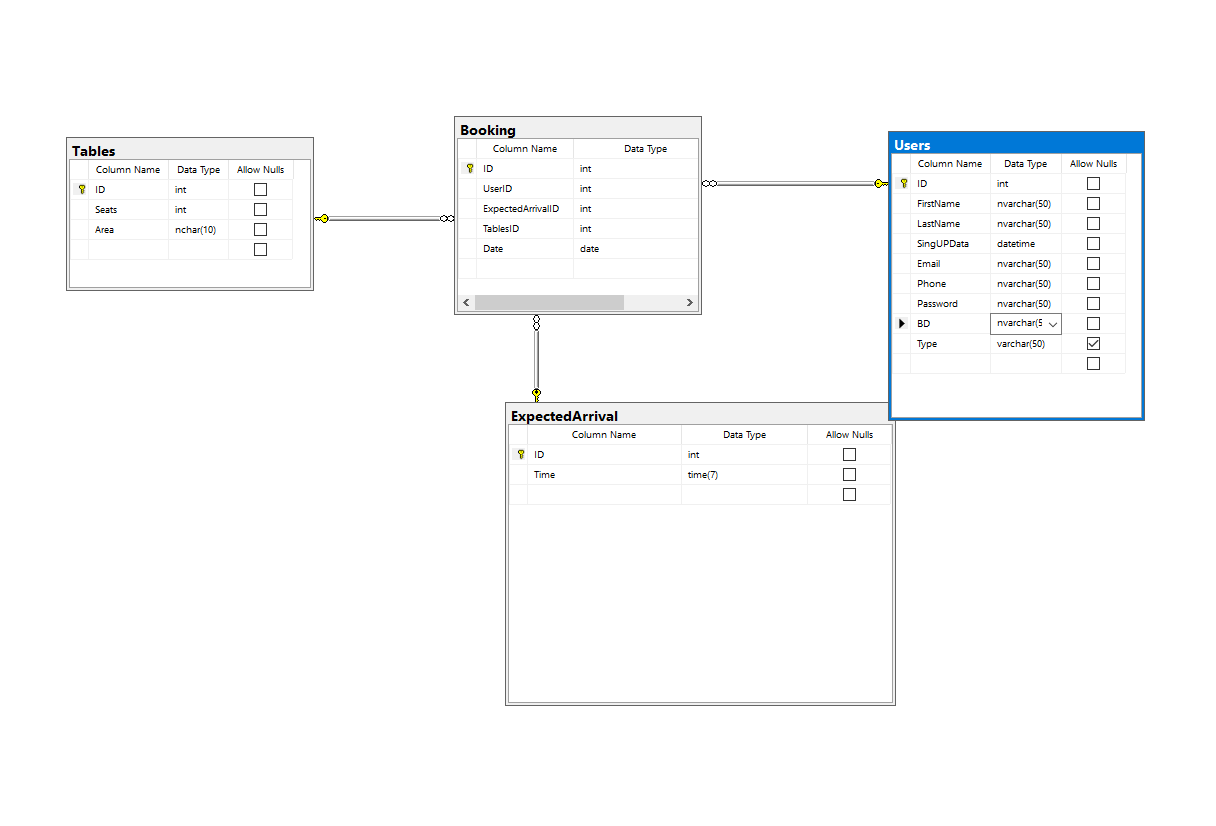 Tables
Column Name Data Type Allow Nulls
ID int
Seats int
Area nchar(10)
Booking
Column Name Data Type
ID int
UserID int
ExpectedArrivalID int
TablesID int
Date date
Users
Column Name Data Type Allow Nulls
ID int
FirstName nvarchar(50)
LastName nvarchar(50)
SingUPData datetime
Email nvarchar(50)
Phone nvarchar(50)
Password nvarchar(50)
BD nvarchar(5
Type varchar(50)
ExpectedArrival
Column Name Data Type Allow Nulls
ID int
Time time(7)